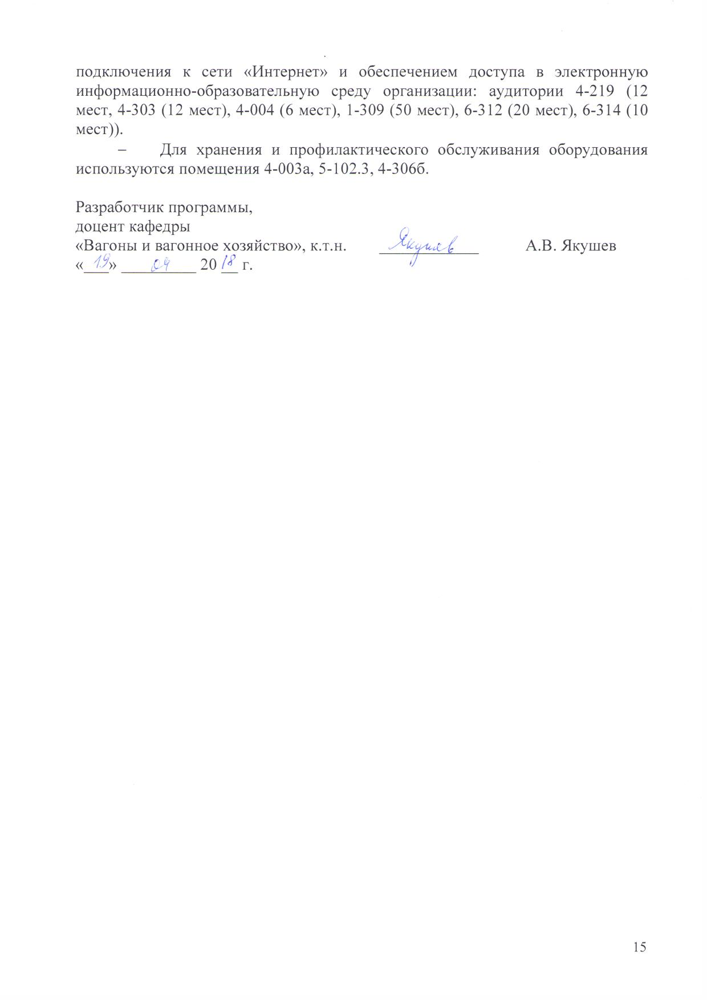 подключения к сети «Интернет» и обеспечением доступа в электронную
информационно-образовательную среду организации: аудитории 4-219 (12
мест, 4-303 (12 мест), 4-004 (6 мест), 1-309 (50 мест), 6-312 (20 мест), 6-314 (10
мест)).
– Для хранения и профилактического обслуживания оборудования
используются помещения 4-003а, 5-102.3, 4-306б.
Разработчик программы,
доцент кафедры
«Вагоны и вагонное хозяйство», к.т.н. Якушев А.В. Якушев
«19» 04 2018 г.
15